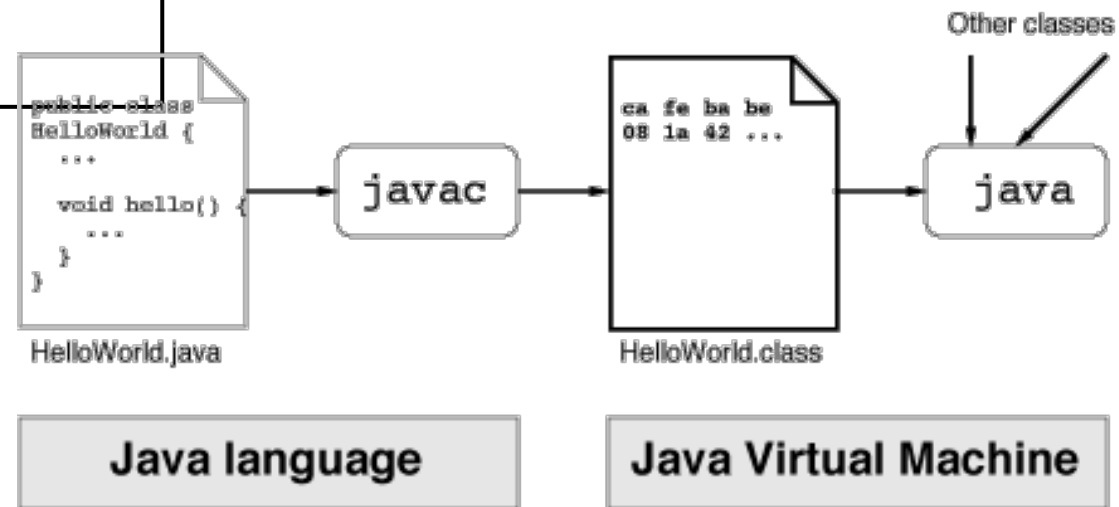 Other classes
public class
HelloWorld {
...
void hello() {
...
}
}
javac
ca fe ba be
08 1a 42 ...
java
HelloWorld.java
HelloWorld.class
Java language
Java Virtual Machine